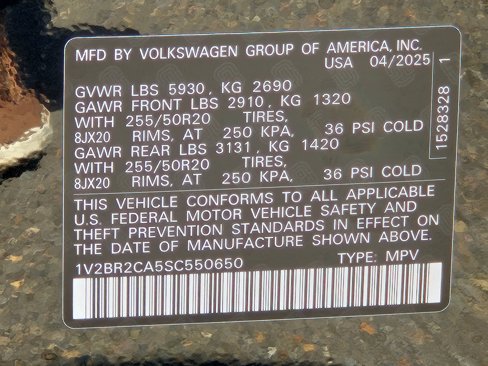 MFD BY VOLKSWAGEN GROUP OF AMERICA, INC.
USA 04/2025
GVWR LBS 5930, KG 2690
GAWR FRONT LBS 2910, KG 1320
WITH 255/50R20 TIRES,
8JX20 RIMS, AT 250 KPA, 36 PSI COLD
GAWR REAR LBS 3131, KG 1420
WITH 255/50R20 TIRES,
8JX20 RIMS, AT 250 KPA, 36 PSI COLD
1528328 1
THIS VEHICLE CONFORMS TO ALL APPLICABLE
U.S. FEDERAL MOTOR VEHICLE SAFETY AND
THEFT PREVENTION STANDARDS IN EFFECT ON
THE DATE OF MANUFACTURE SHOWN ABOVE.
1V2BR2CA5SC550650 TYPE: MPV